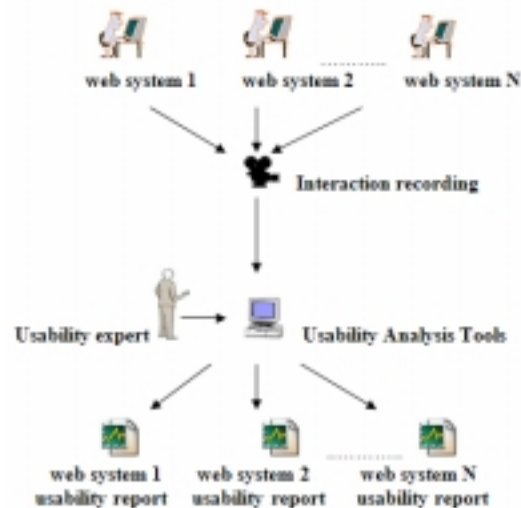 web system 1
web system 2
web system N
Interaction recording
Usability expert
Usability Analysis Tools
web system 1
usability report
web system 2
usability report
web system N
usability report